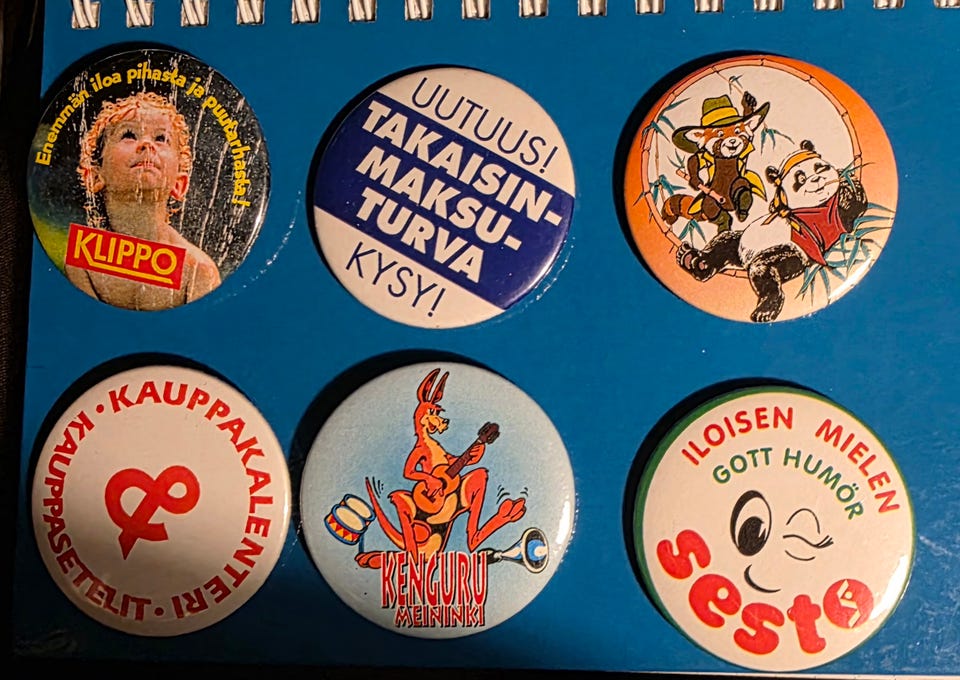 Enemmän iloa pihasta ja puutarhasta!
KLIPPO
UUTUUS!
TAKAISIN-
MAKSU-
TURVA
KYSY!
• KAUPPAKALENTERI • KAUPPASETELIT
KENGURU
MEININKI
ILOISEN MIELEN
GOTT HUMÖR
sesto